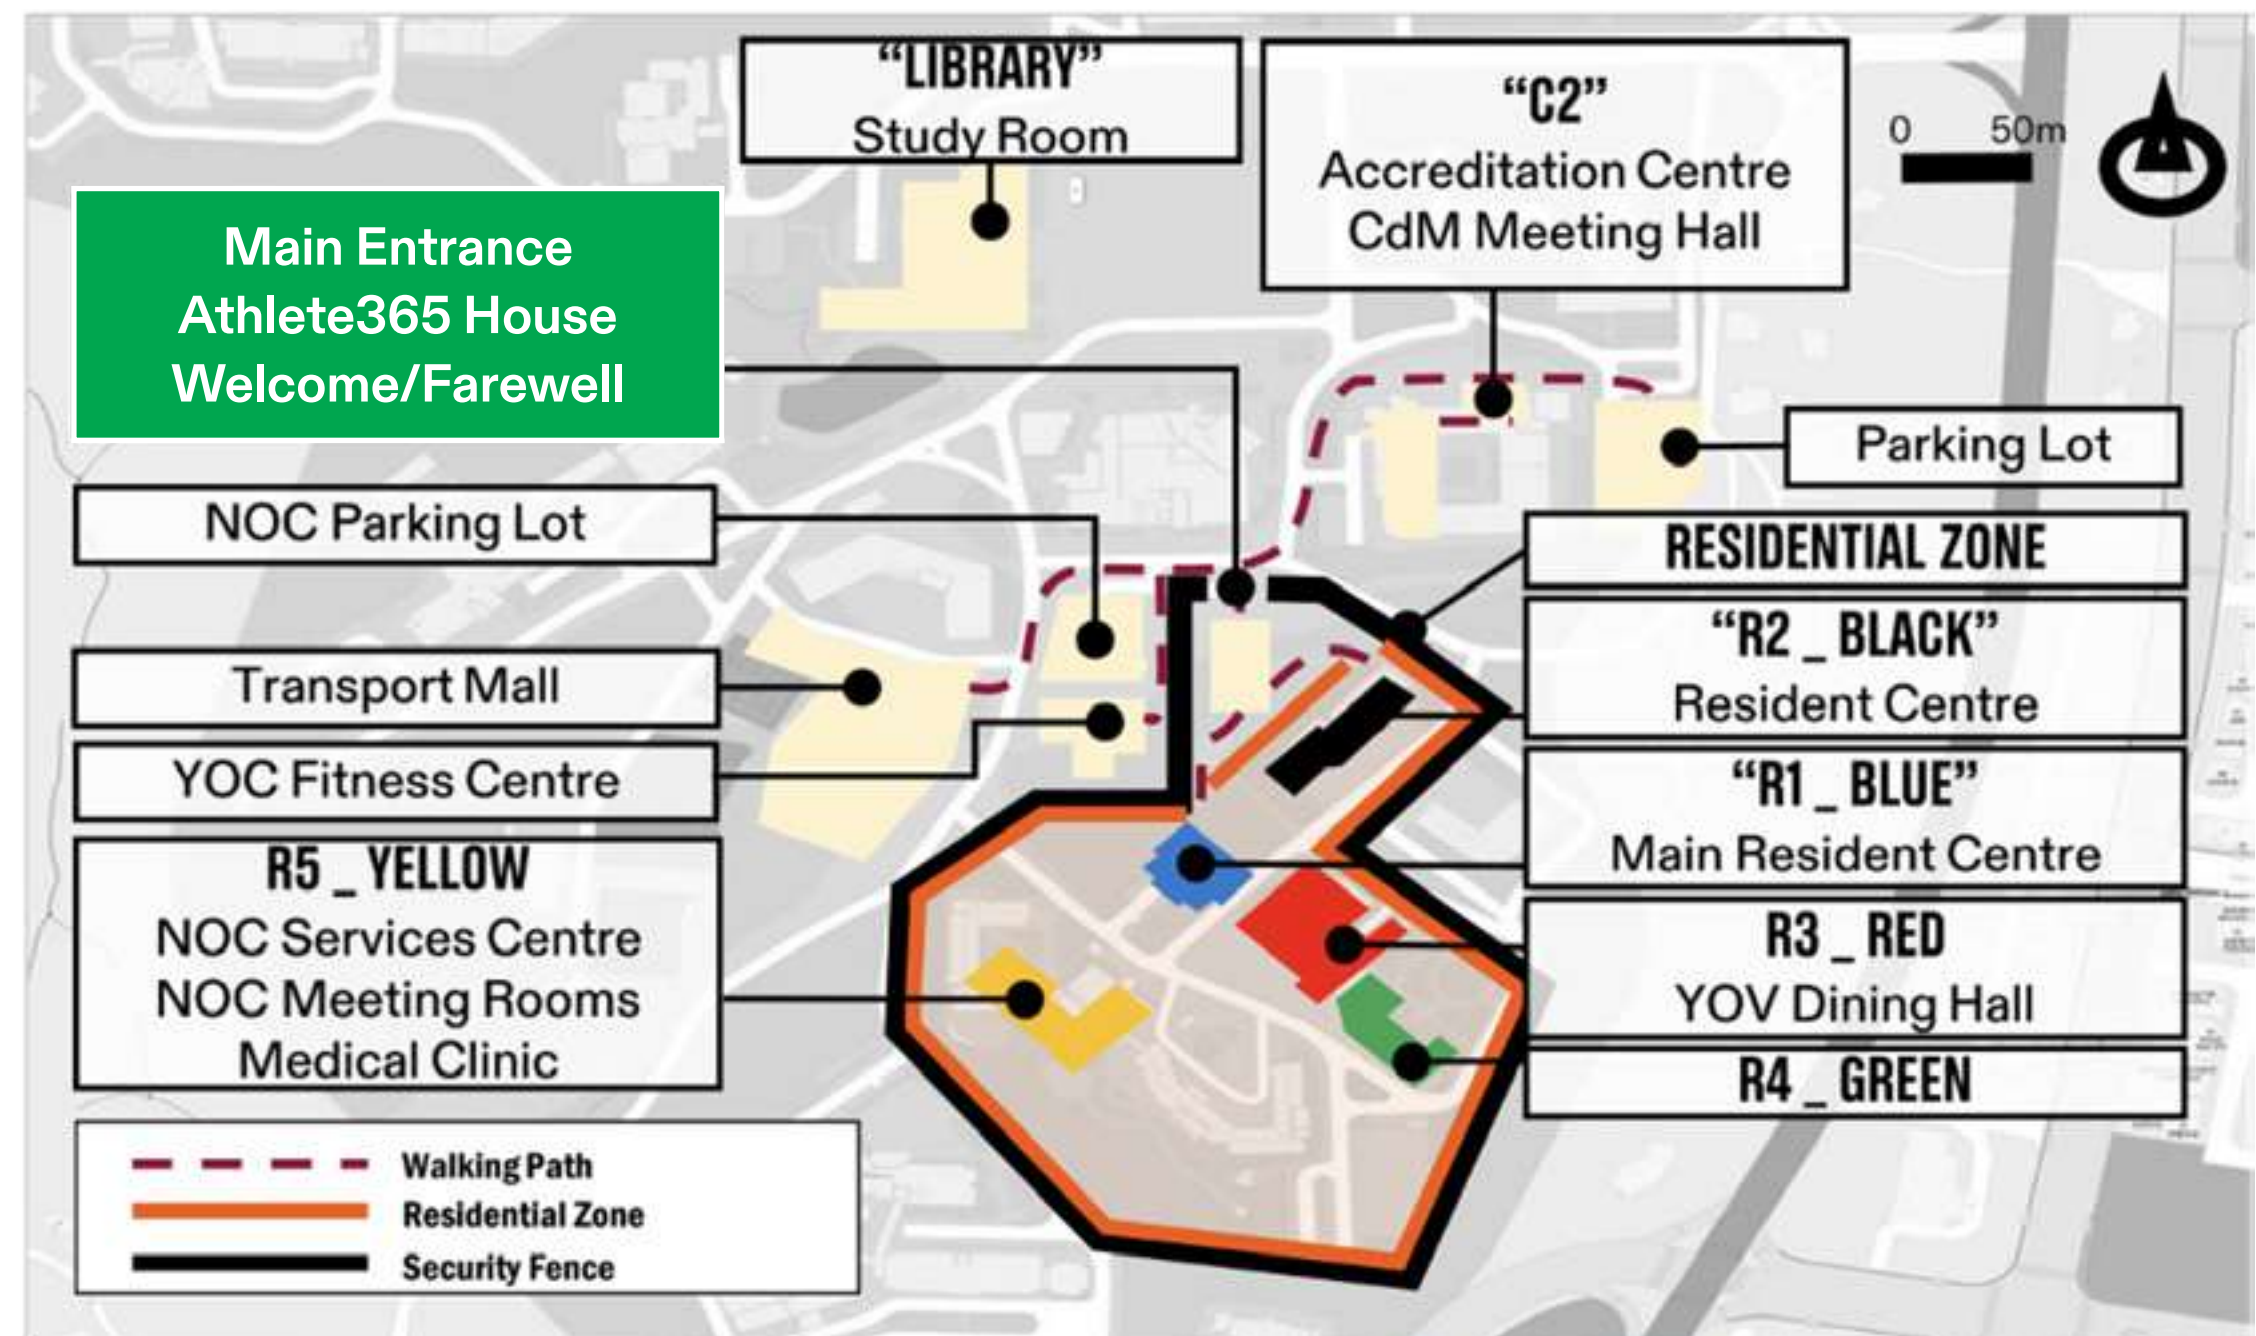 “LIBRARY”
Study Room
“C2”
Accreditation Centre
CdM Meeting Hall
0 50m
Main Entrance
Athlete365 House
Welcome/Farewell
Parking Lot
NOC Parking Lot
RESIDENTIAL ZONE
“R2 _ BLACK”
Resident Centre
Transport Mall
YOC Fitness Centre
“R1 _ BLUE”
Main Resident Centre
R5 _ YELLOW
NOC Services Centre
NOC Meeting Rooms
Medical Clinic
R3 _ RED
YOV Dining Hall
R4 _ GREEN
Walking Path
Residential Zone
Security Fence